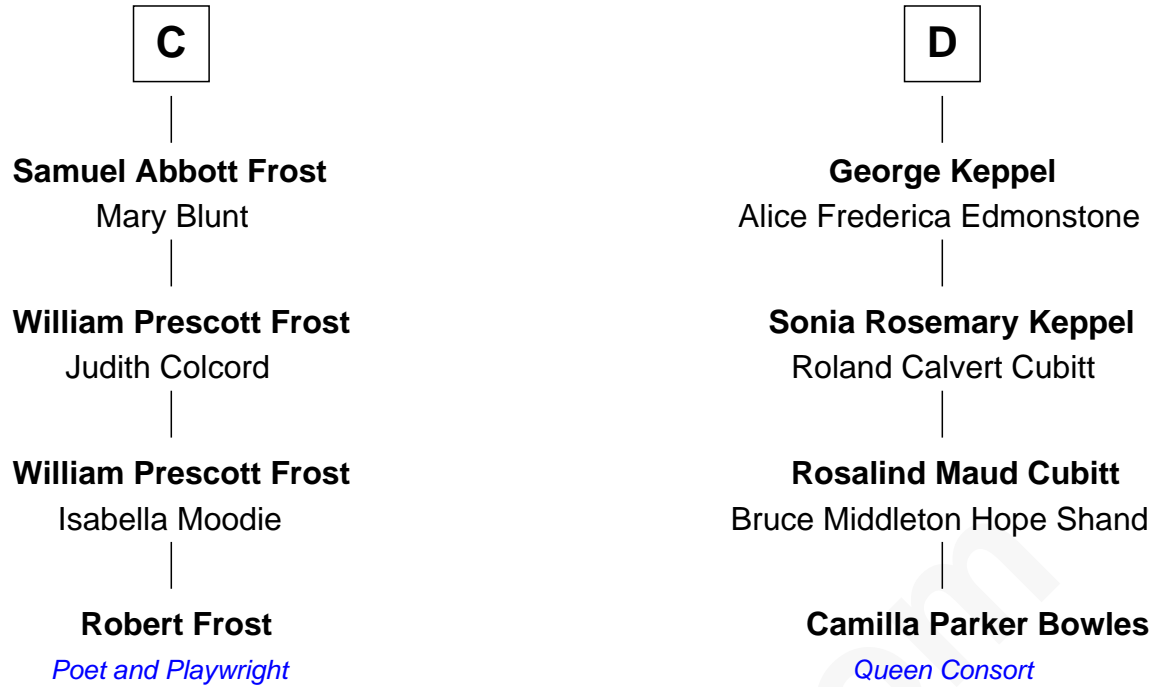 C
Samuel Abbott Frost
Mary Blunt
William Prescott Frost
Judith Colcord
William Prescott Frost
Isabella Moodie
Robert Frost
Poet and Playwright
D
George Keppel
Alice Frederica Edmonstone
Sonia Rosemary Keppel
Roland Calvert Cubitt
Rosalind Maud Cubitt
Bruce Middleton Hope Shand
Camilla Parker Bowles
Queen Consort